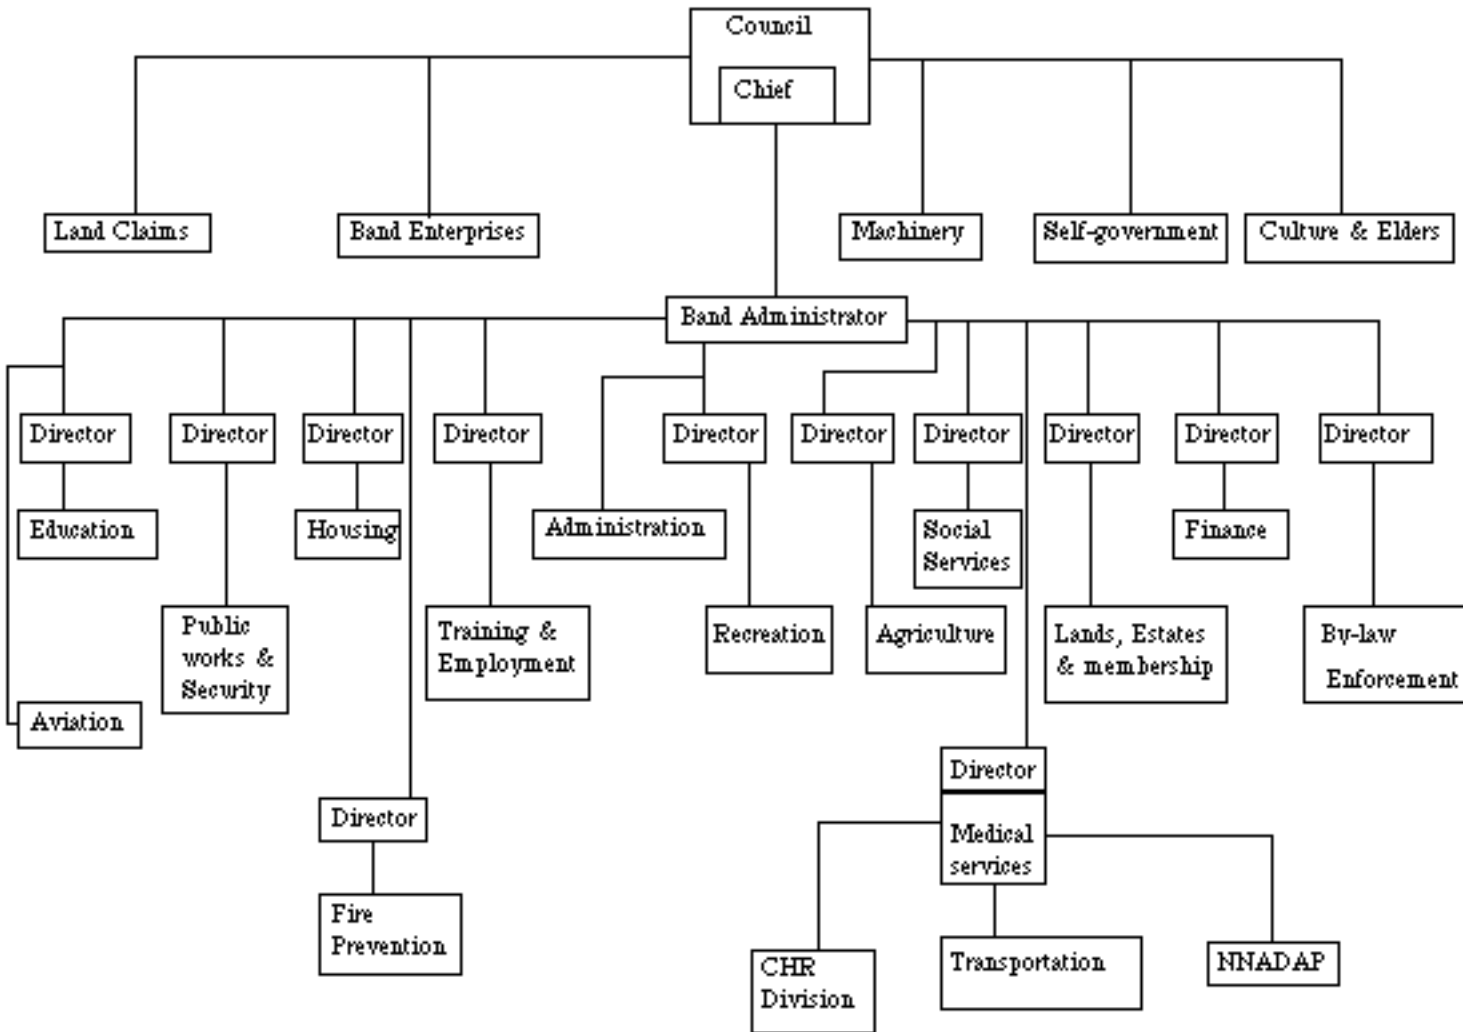 Council
Chief
Land Claims
Band Enterprises
Machinery
Self-government
Culture & Elders
Band Administrator
Director
Director
Director
Director
Director
Director
Director
Director
Director
Director
Education
Housing
Administration
Social
Services
Finance
Public
works &
Security
Training &
Employment
Recreation
Agriculture
Lands, Estates
& membership
By-law
Enforcement
Aviation
Director
Director
Medical
services
Fire
Prevention
CHR
Division
Transportation
NNADAP